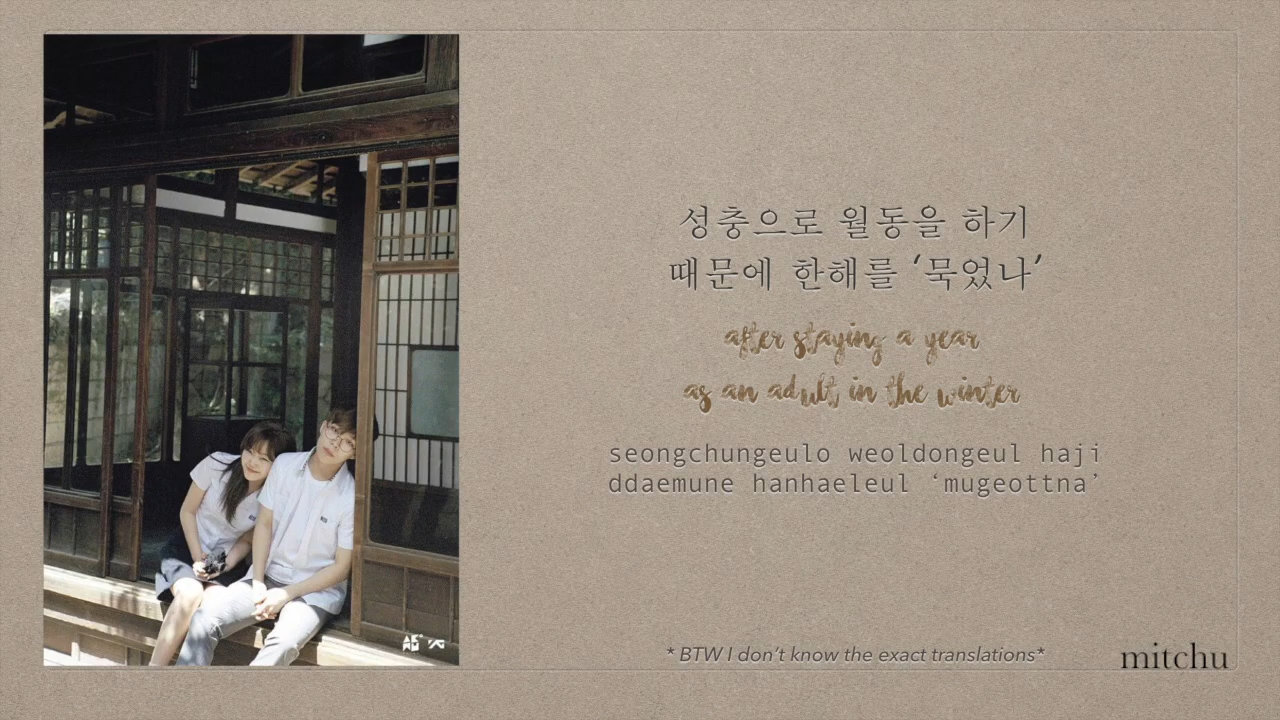 성충으로 월동을 하기
때문에 한해를 ‘묵었나’
after staying a year
as an adult in the winter
seongchungeulo weoldongeul haji
ddaemune hanhaeleul ‘mugeottna’
* BTW I don't know the exact translations*
mitchu